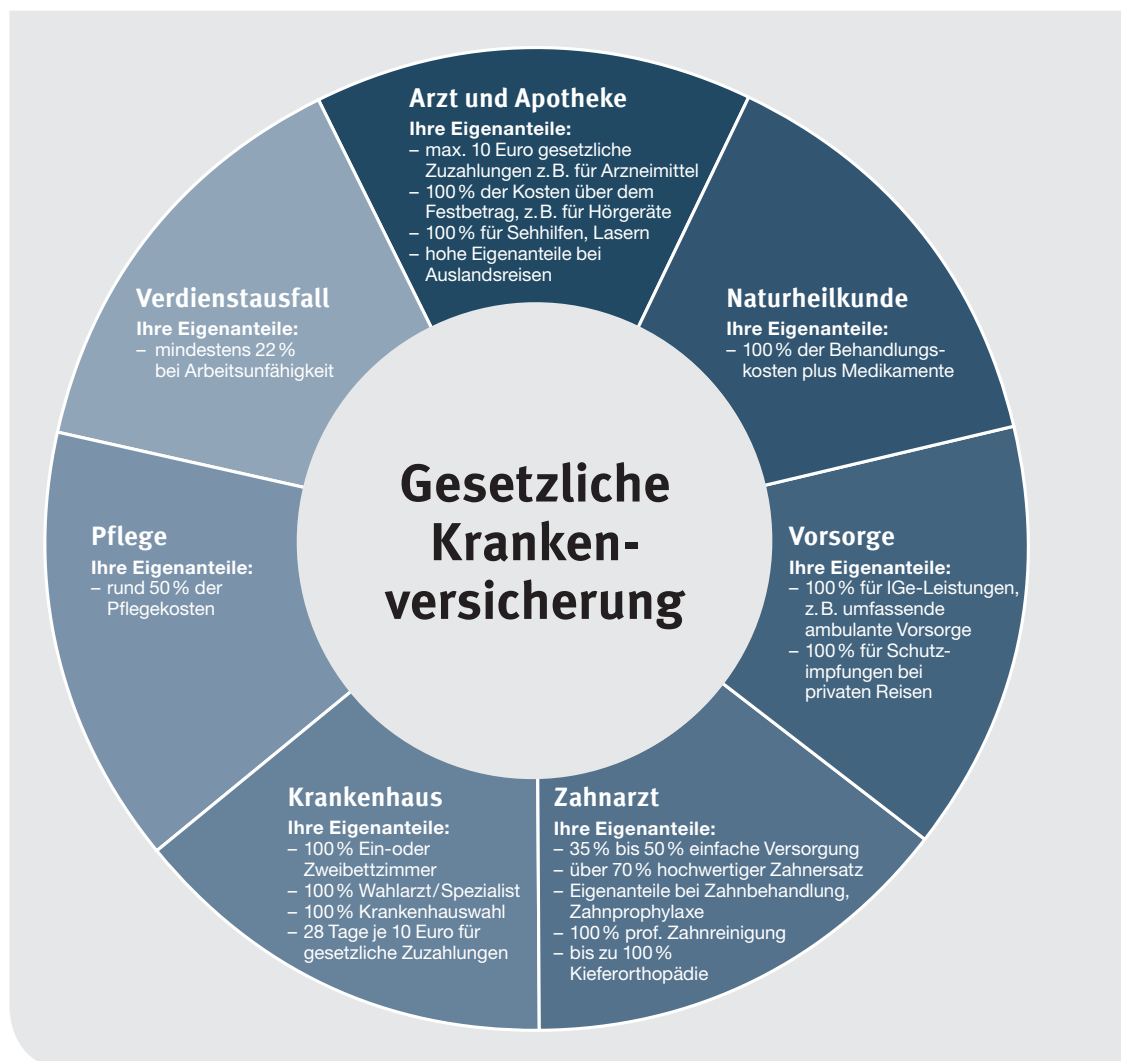 Arzt und Apotheke
Ihre Eigenanteile:
– max. 10 Euro gesetzliche
Zuzahlungen z. B. für Arzneimittel
– 100 % der Kosten über dem
Festbetrag, z. B. für Hörgeräte
– 100 % für Sehhilfen, Lasern
– hohe Eigenanteile bei
Auslandsreisen
Naturheilkunde
Ihre Eigenanteile:
– 100 % der Behandlungs-
kosten plus Medikamente
Vorsorge
Ihre Eigenanteile:
– 100 % für IGe-Leistungen,
z. B. umfassende
ambulante Vorsorge
– 100 % für Schutz-
impfungen bei
privaten Reisen
Zahnarzt
Ihre Eigenanteile:
– 35 % bis 50 % einfache Versorgung
– über 70 % hochwertiger Zahnersatz
– Eigenanteile bei Zahnbehandlung,
Zahnprophylaxe
– 100 % prof. Zahnreinigung
– bis zu 100 %
Kieferorthopädie
Krankenhaus
Ihre Eigenanteile:
– 100 % Ein-oder
Zweibettzimmer
– 100 % Wahlarzt/Spezialist
– 100 % Krankenhauswahl
– 28 Tage je 10 Euro für
gesetzliche Zuzahlungen
Pflege
Ihre Eigenanteile:
– rund 50 % der
Pflegekosten
Verdienstausfall
Ihre Eigenanteile:
– mindestens 22 %
bei Arbeitsunfähigkeit
Gesetzliche
Kranken-
versicherung